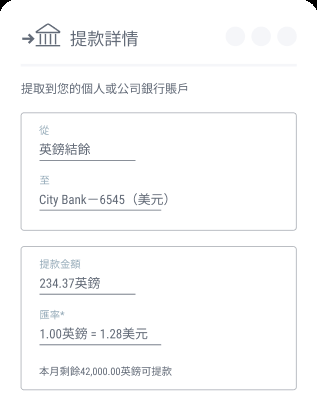 提款詳情
提取到您的個人或公司銀行賬戶
從
英鎊結餘
至
City Bank－6545（美元）
提款金額
234.37英鎊
匯率*
1.00英鎊 = 1.28美元
本月剩餘42,000.00英鎊可提款